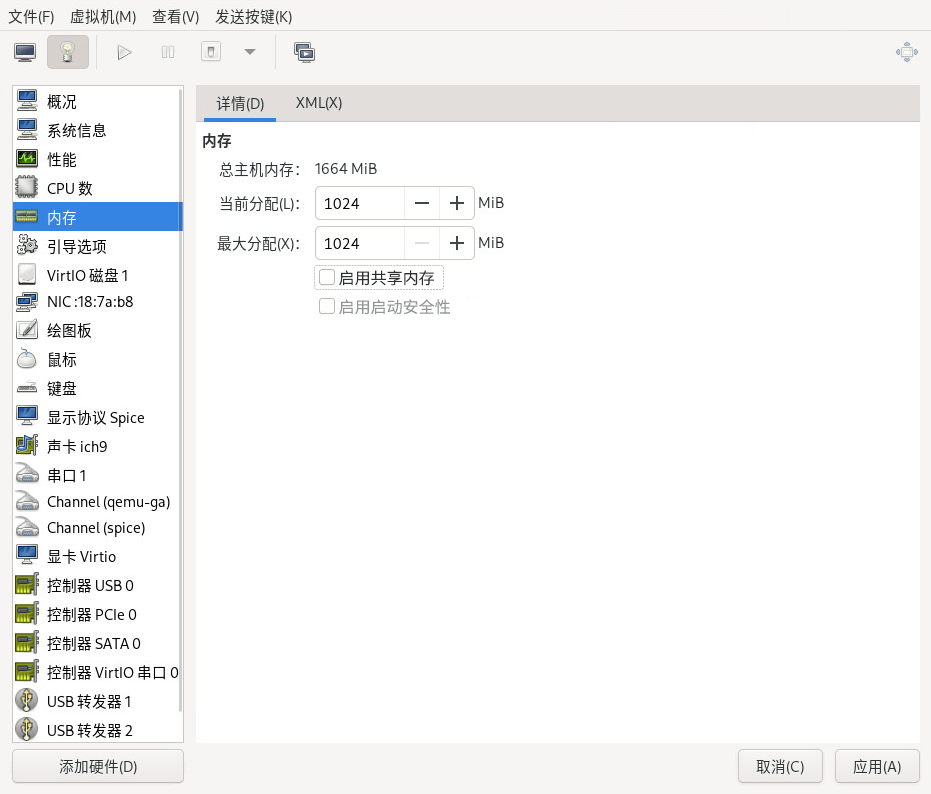 文件(F) 虚拟机(M) 查看(V) 发送按键(K)
概况
系统信息
性能
CPU 数
内存
引导选项
VirtIO 磁盘 1
NIC :18:7a:b8
绘图板
鼠标
键盘
显示协议 Spice
声卡 ich9
串口 1
Channel (qemu-ga)
Channel (spice)
显卡 Virtio
控制器 USB 0
控制器 PCIe 0
控制器 SATA 0
控制器 VirtIO 串口 0
USB 转发器 1
USB 转发器 2
添加硬件(D)
详情(D) XML(X)
内存
总主机内存： 1664 MiB
当前分配(L)： 1024 MiB
最大分配(X)： 1024 MiB
启用共享内存
启用启动安全性
取消(C) 应用(A)